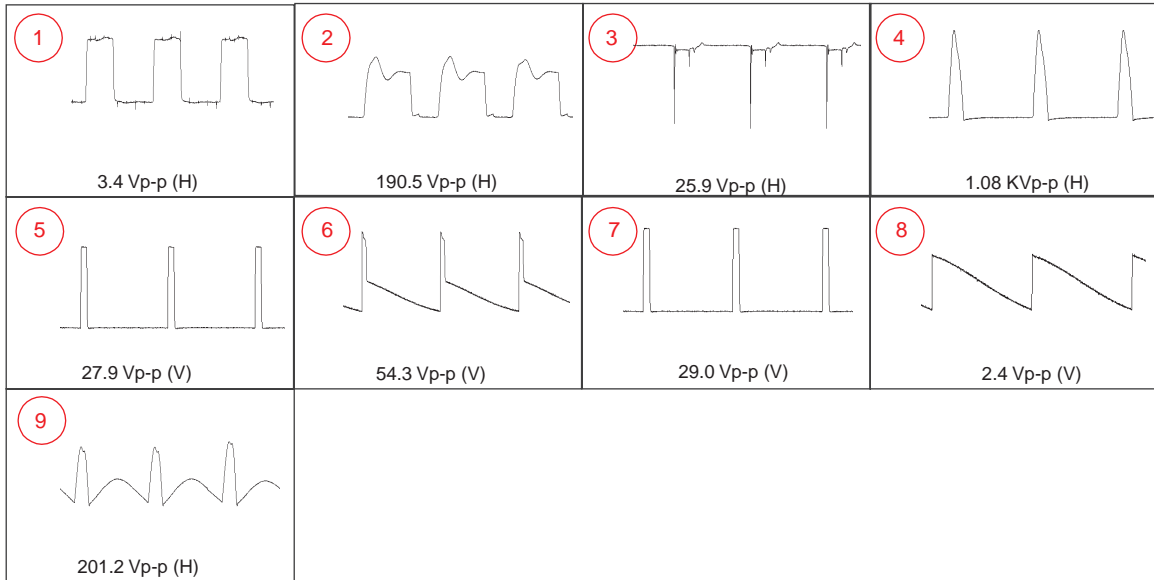 1
2
3
4
3.4 Vp-p (H)
190.5 Vp-p (H)
25.9 Vp-p (H)
1.08 KVp-p (H)
5
6
7
8
27.9 Vp-p (V)
54.3 Vp-p (V)
29.0 Vp-p (V)
2.4 Vp-p (V)
9
201.2 Vp-p (H)